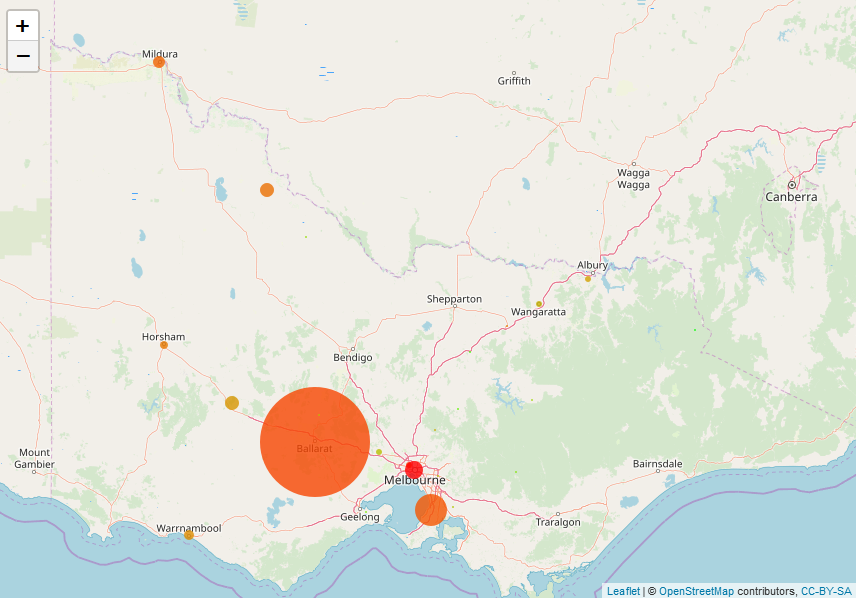 +
−
Mildura
Griffith
Wagga
Wagga
Canberra
Albury
Shepparton
Wangaratta
Horsham
Bendigo
Ballarat
Mount
Gambier
Melbourne
Bairnsdale
Geelong
Traralgon
Warrnambool
Leaflet | © OpenStreetMap contributors, CC-BY-SA